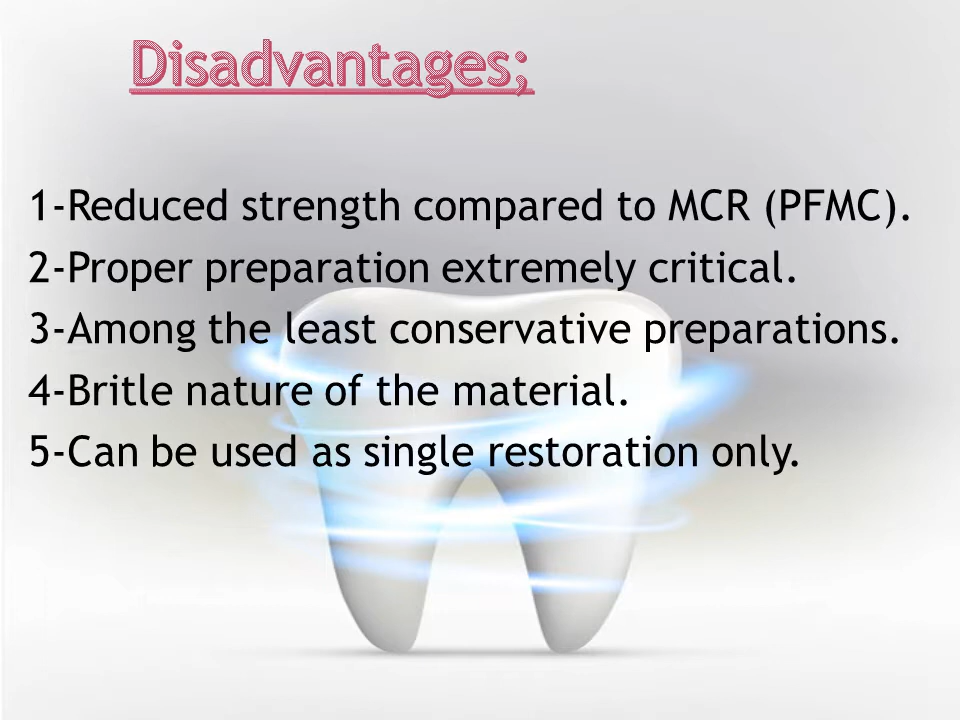 Disadvantages;
1-Reduced strength compared to MCR (PFMC).
2-Proper preparation extremely critical.
3-Among the least conservative preparations.
4-Britle nature of the material.
5-Can be used as single restoration only.